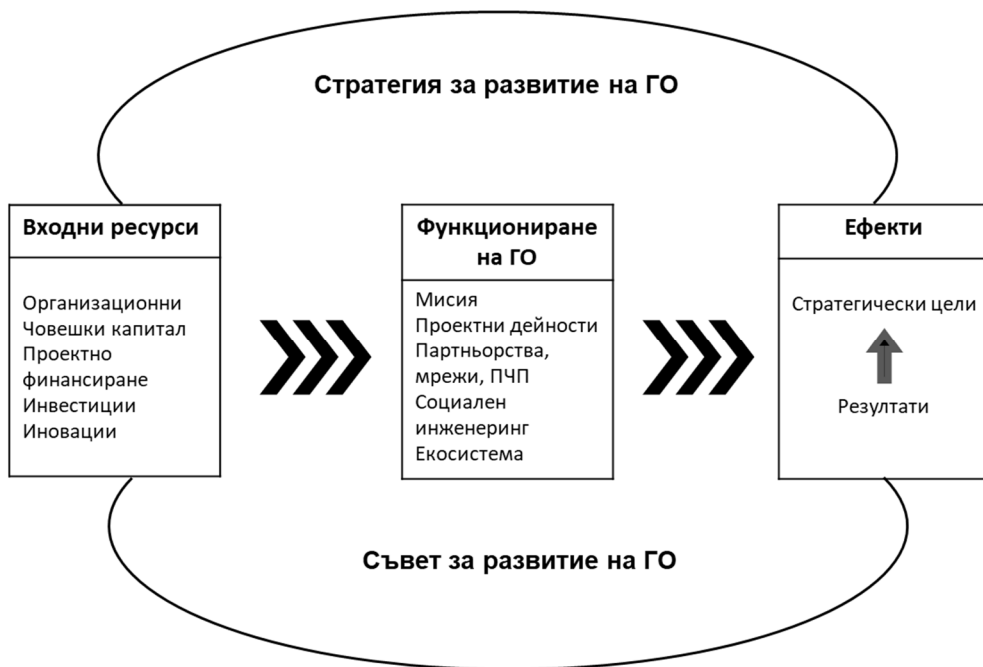 Стратегия за развитие на ГО
Входни ресурси
Организационни
Човешки капитал
Проектно
финансиране
Инвестиции
Иновации
Функциониране
на ГО
Мисия
Проектни дейности
Партньорства,
мрежи, ПЧП
Социален
инженеринг
Екосистема
Ефекти
Стратегически цели
Резултати
Съвет за развитие на ГО